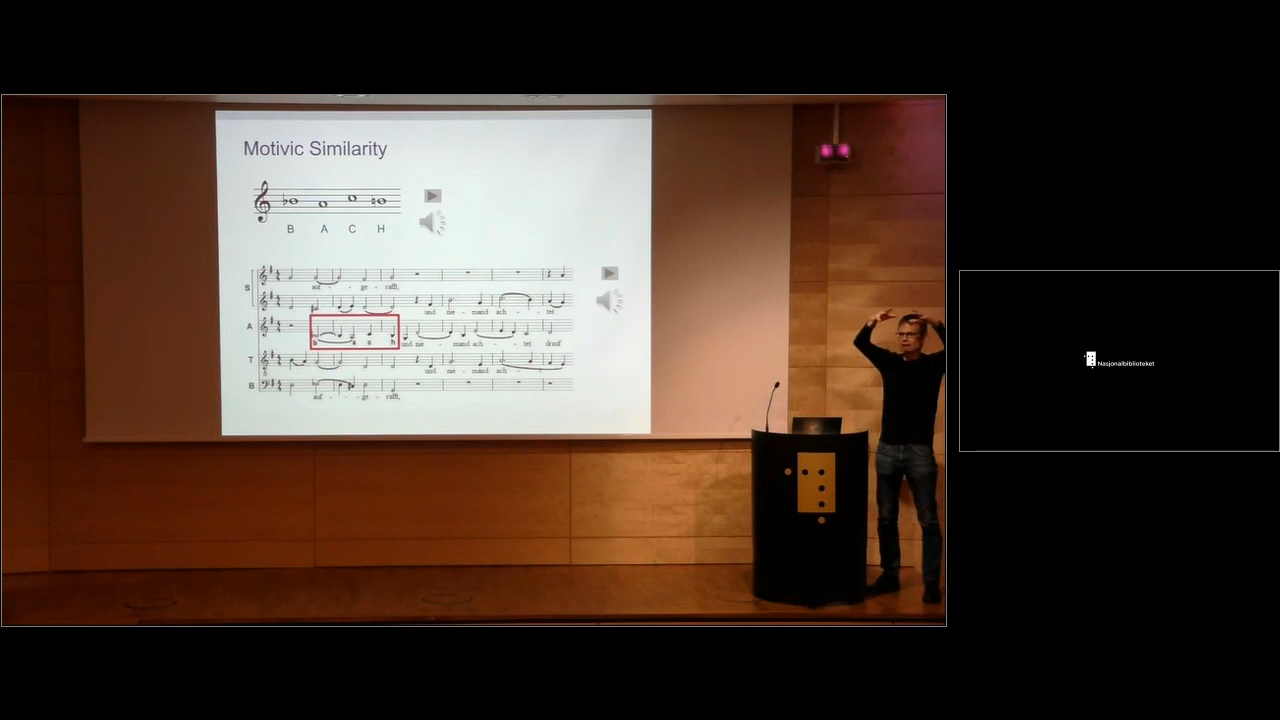 Motivic Similarity
B A C H
S
auf - - ge - rafft,
und nie - mand ach - tet
A
b a c h und nie - mand ach - - tet drauf
T
und nie - mand ach -
B
auf - - ge - rafft,
Nasjonalbiblioteket